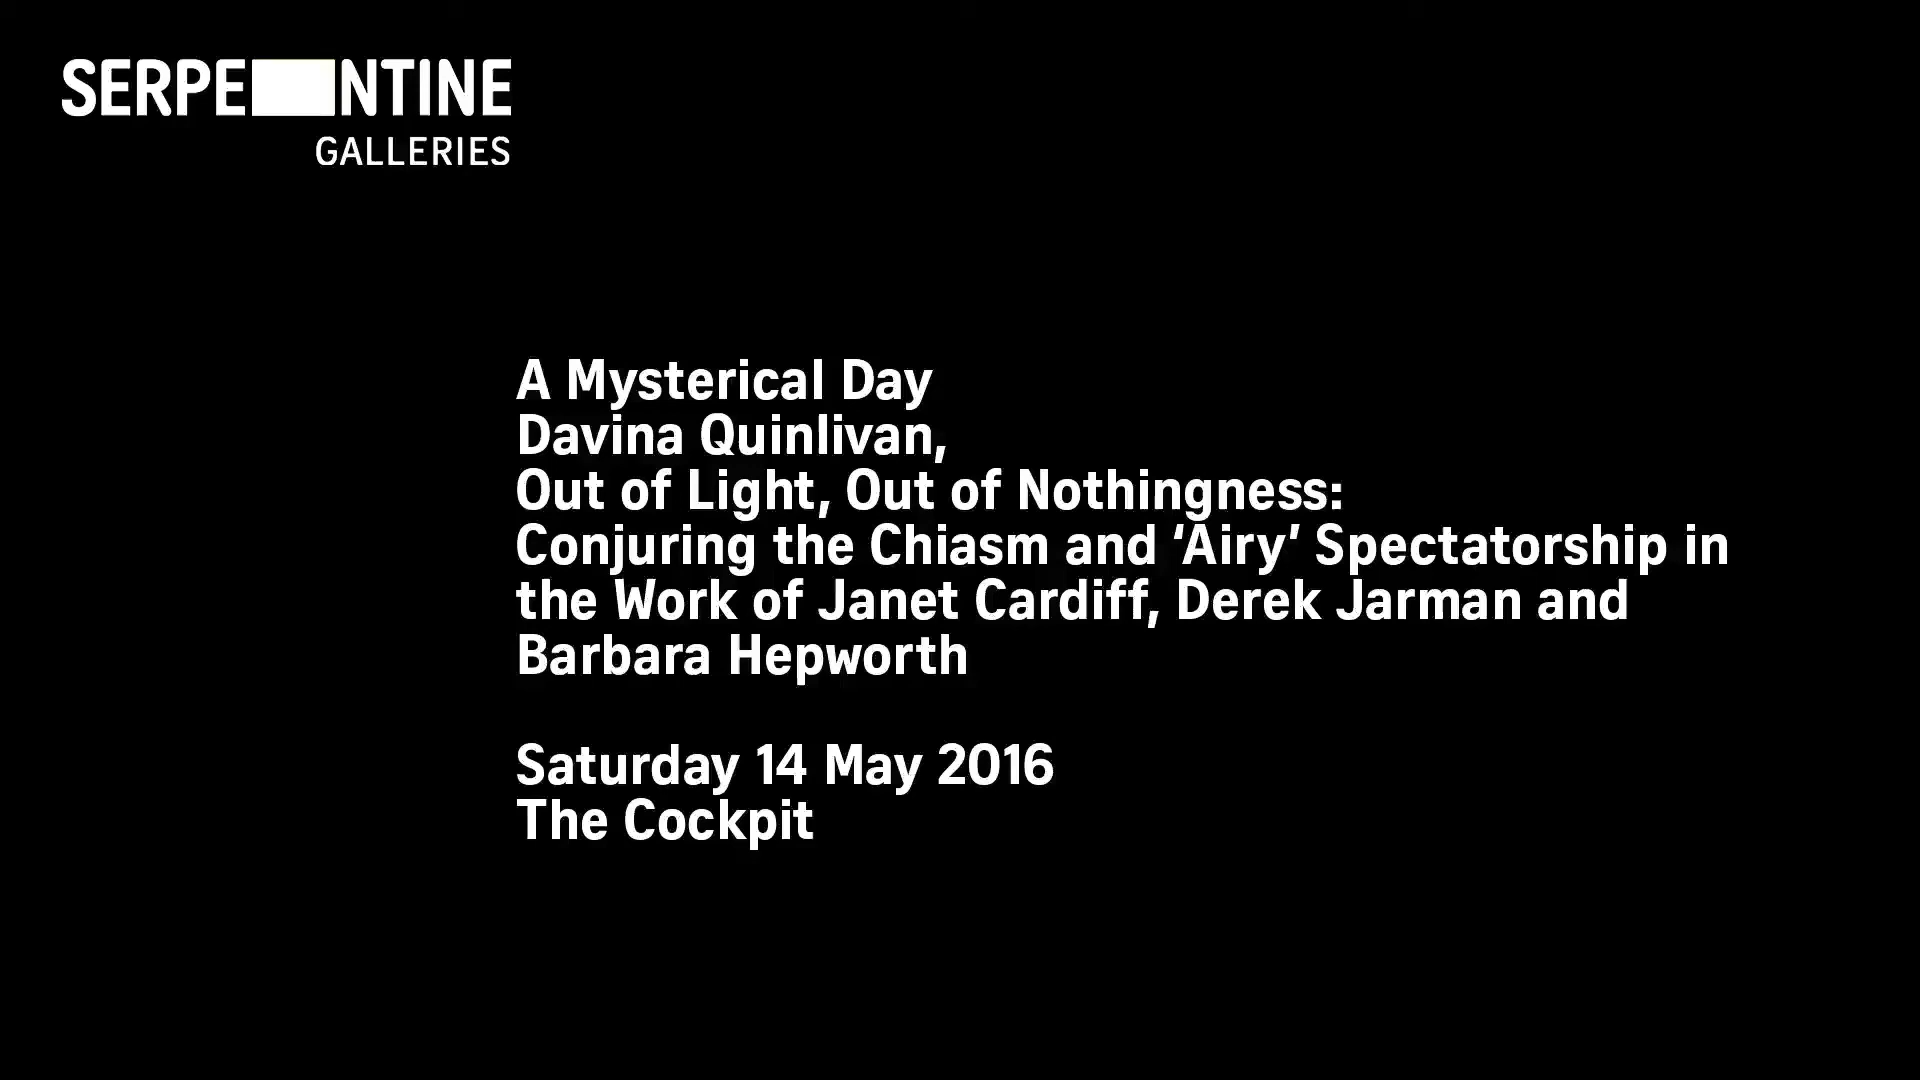 SERPENTINE
GALLERIES
A Mysterical Day
Davina Quinlivan,
Out of Light, Out of Nothingness:
Conjuring the Chiasm and ‘Airy’ Spectatorship in
the Work of Janet Cardiff, Derek Jarman and
Barbara Hepworth
Saturday 14 May 2016
The Cockpit